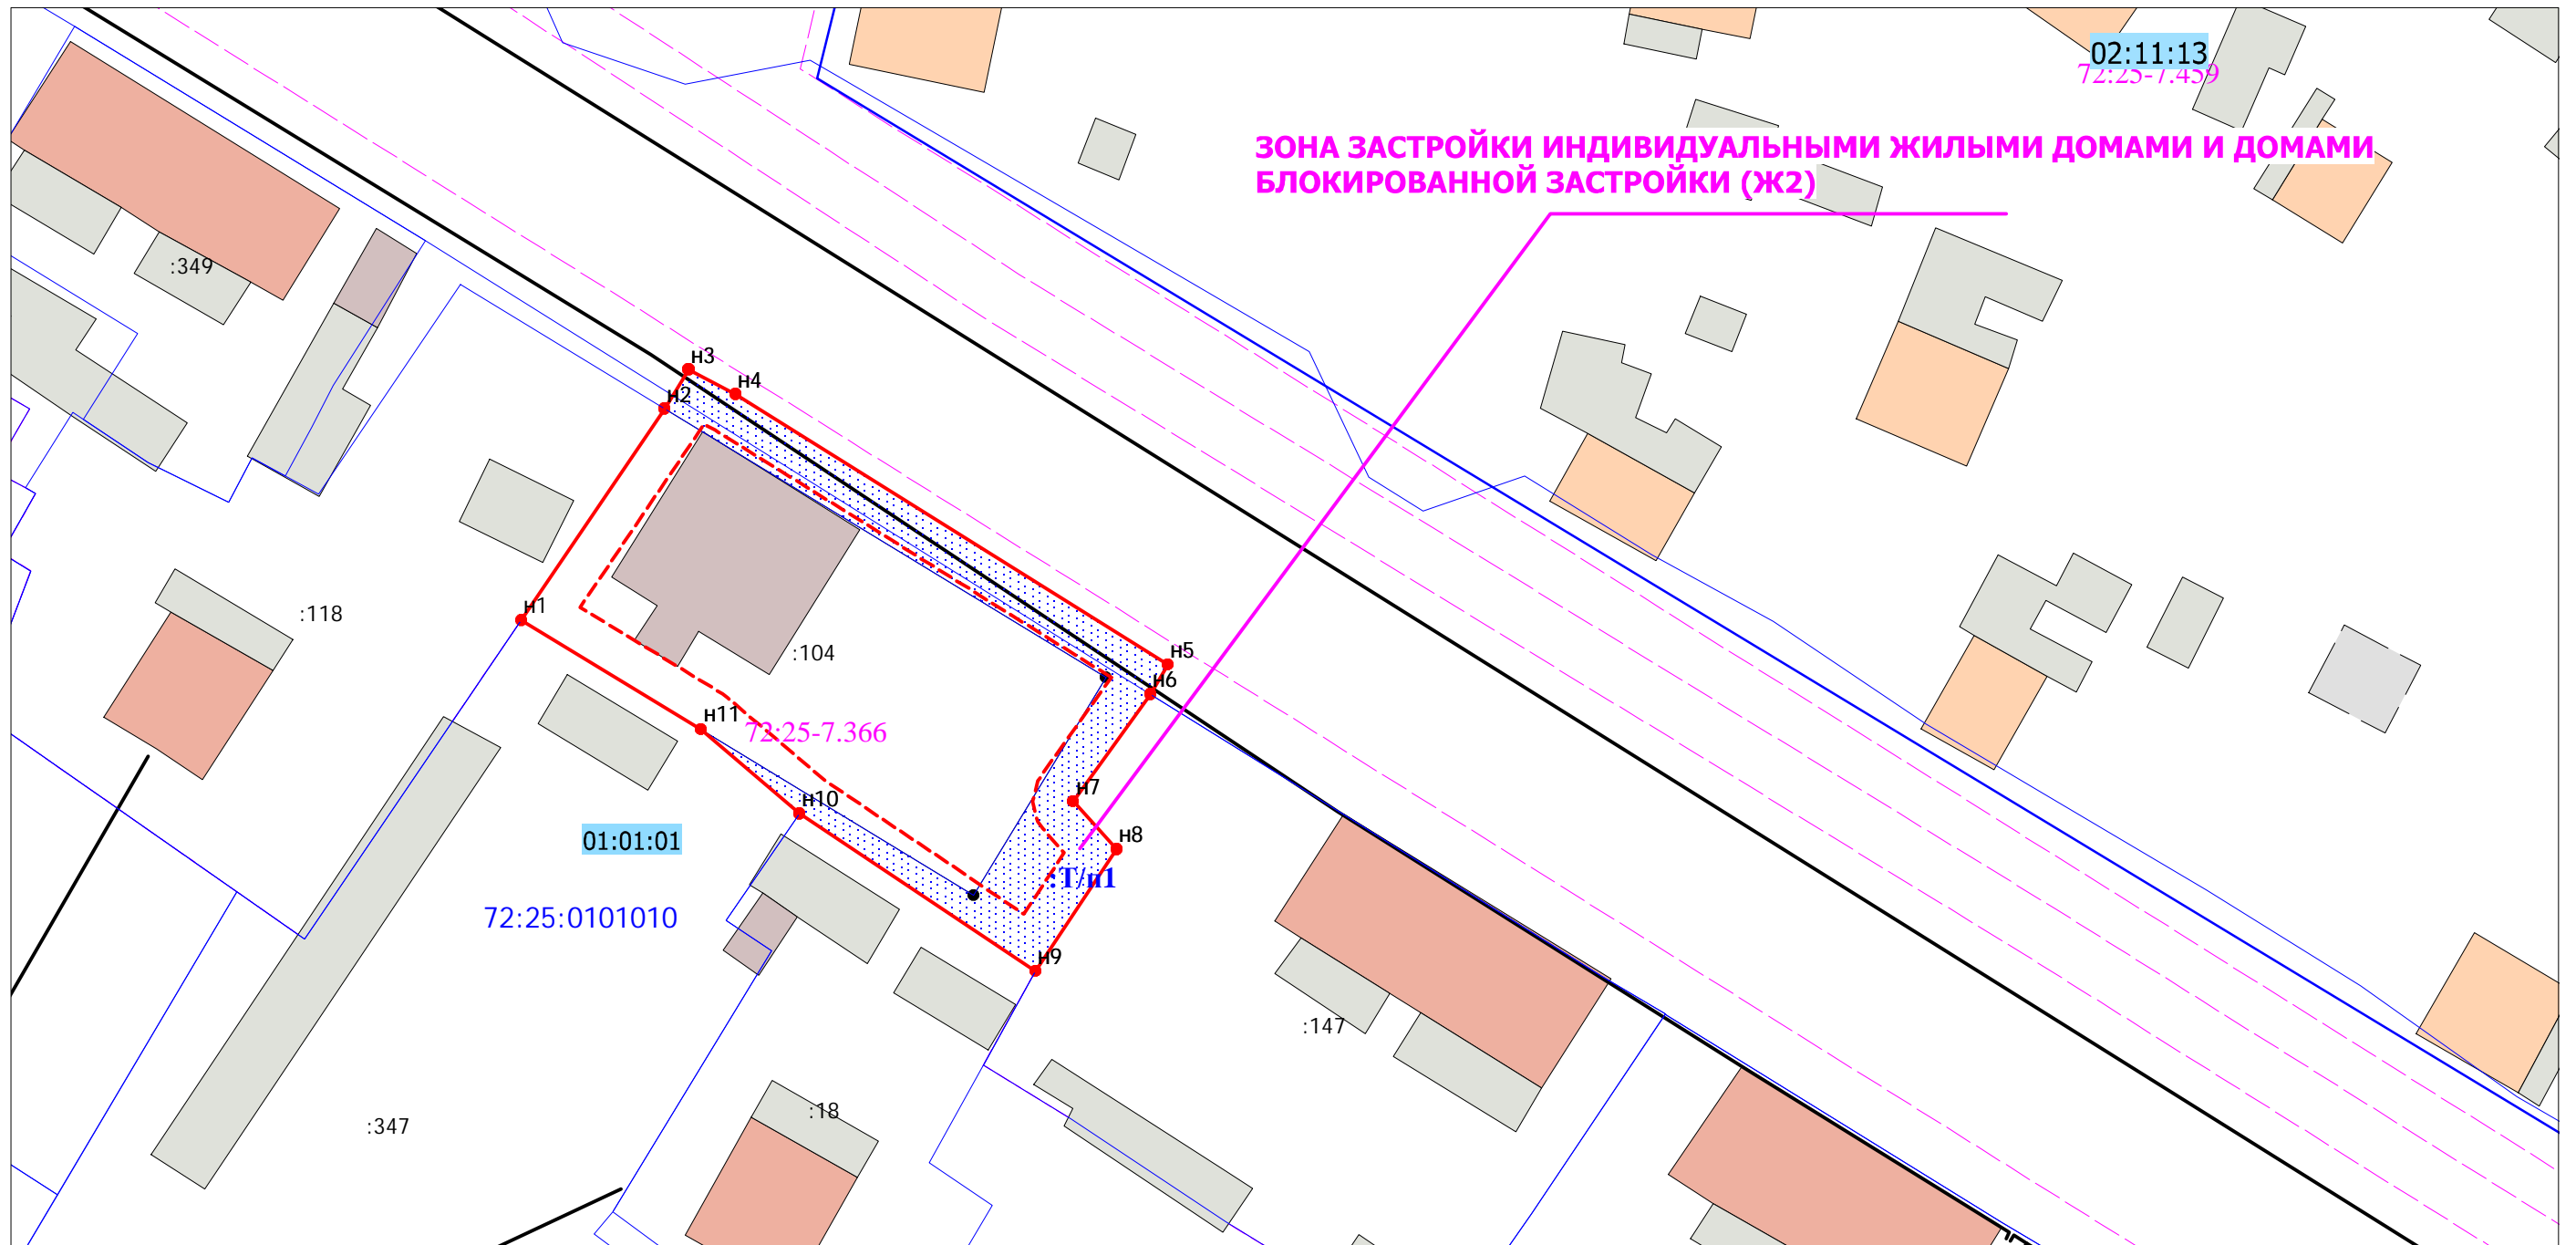 02:11:13
72:25-7.459
ЗОНА ЗАСТРОЙКИ ИНДИВИДУАЛЬНЫМИ ЖИЛЫМИ ДОМАМИ И ДОМАМИ
БЛОКИРОВАННОЙ ЗАСТРОЙКИ (Ж2)
:349
н3
н4
н2
н1
:118
:104
н5
н6
н11
72:25-7.366
н7
н10
н8
01:01:01
:Т/п1
72:25:0101010
н9
:147
:18
:347